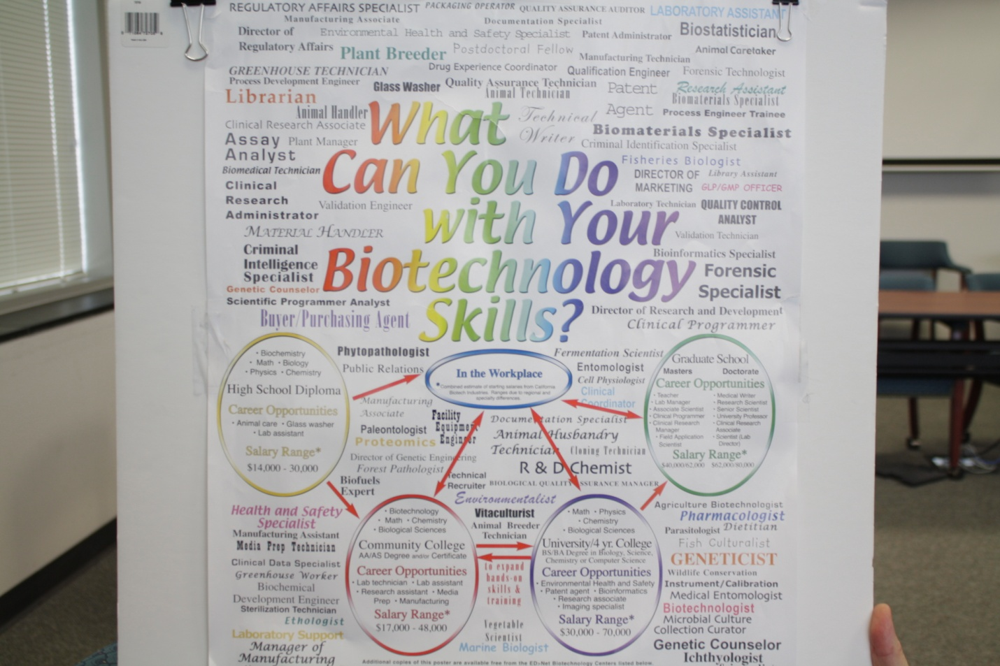 REGULATORY AFFAIRS SPECIALIST PACKAGING OPERATOR QUALITY ASSURANCE AUDITOR LABORATORY ASSISTANT
Manufacturing Associate Documentation Specialist
Director of Regulatory Affairs
Environmental Health and Safety Specialist Patent Administrator Biostatistician
Plant Breeder Postdoctoral Fellow Manufacturing Technician Animal Caretaker
GREENHOUSE TECHNICIAN Drug Experience Coordinator Qualification Engineer Forensic Technologist
Process Development Engineer Glass Washer Quality Assurance Technician
Patent Agent
Research Assistant
Librarian Animal Technician Biomaterials Specialist
Animal Handler
Technical Writer
Process Engineer Trainee
Clinical Research Associate
Biomaterials Specialist
Assay Analyst
Plant Manager
Criminal Identification Specialist
Fisheries Biologist
Biomedical Technician
DIRECTOR OF MARKETING
Library Assistant
GLP/GMP OFFICER
Clinical
Research
Administrator
Validation Engineer
Laboratory Technician
QUALITY CONTROL
ANALYST
MATERIAL HANDLER
Validation Technician
What
Can You Do
with Your
Biotechnology
Skills?
Criminal
Intelligence
Specialist
Bioinformatics Specialist
Forensic
Specialist
Genetic Counselor
Scientific Programmer Analyst
Director of Research and Development
Buyer/Purchasing Agent
Clinical Programmer
Phytopathologist
Fermentation Scientist
Public Relations
Entomologist
Cell Physiologist
Clinical
Coordinator
• Biochemistry
• Math • Biology
• Physics • Chemistry
High School Diploma
Career Opportunities
• Animal care • Glass washer
• Lab assistant
Salary Range*
$14,000 - 30,000
In the Workplace
*Combined estimate of starting salaries from California
Biotech industries. Ranges due to regional and
specialty differences.
Graduate School
Masters Doctorate
Career Opportunities
• Teacher
• Lab Manager
• Associate Scientist
• Clinical Programmer
• Clinical Research
Manager
• Field Application
Scientist
• Medical Writer
• Research Scientist
• Senior Scientist
• University Professor
• Clinical Research
Associate
• Scientist (Lab
Director)
Salary Range*
$40,000/62,000 $62,000/80,000
Manufacturing
Associate
Facility
Equipment
Engineer
Documentation Specialist
Paleontologist
Animal Husbandry
Technician
Proteomics
Cloning Technician
Director of Genetic Engineering
Forest Pathologist
R & D Chemist
Biofuels
Expert
Technical
Recruiter
BIOLOGICAL QUALITY ASSURANCE MANAGER
Environmentalist
Agriculture Biotechnologist
Health and Safety
Specialist
Vitaculturist
Pharmacologist
Animal Breeder
Technician
Parasitologist Dietitian
Manufacturing Assistant
Media Prep Technician
Fish Culturalist
GENETICIST
• Biotechnology
• Math • Chemistry
• Biological Sciences
Community College
AA/AS Degree and/or Certificate
Career Opportunities
• Lab technician • Lab assistant
• Research assistant • Media
Prep • Manufacturing
Salary Range*
$17,000 - 48,000
to expand
hands-on
skills &
training
• Math • Physics
• Chemistry
• Biological Sciences
University/4 yr. College
BS/BA Degree in Biology, Science,
Chemistry or Computer Science
Career Opportunities
• Environmental Health and Safety
• Patent agent • Bioinformatics
• Research associate
• Imaging specialist
Salary Range*
$30,000 - 70,000
Clinical Data Specialist
Greenhouse Worker
Biochemical
Development Engineer
Sterilization Technician
Ethologist
Laboratory Support
Manager of
Manufacturing
Wildlife Conservation
Instrument/Calibration
Medical Entomologist
Biotechnologist
Microbial Culture
Collection Curator
Genetic Counselor
Ichthyologist
Vegetable
Scientist
Marine Biologist
Additional copies of this poster are available free from the ED>Net Biotechnology Centers listed below.